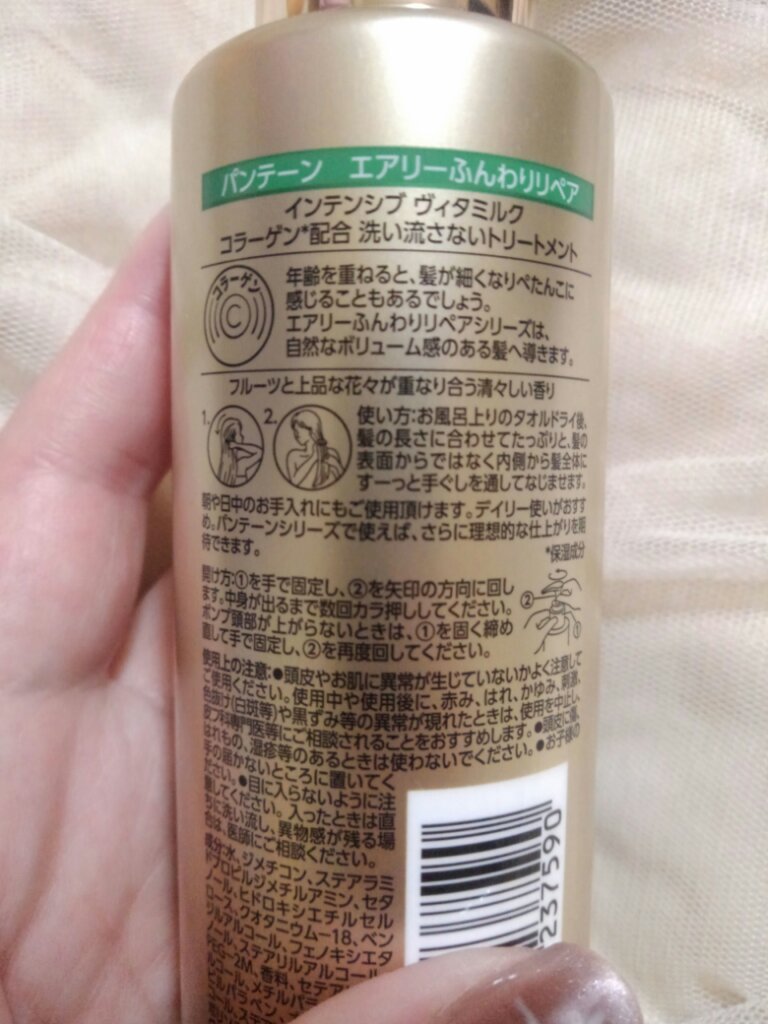 パンテーン エアリーふんわりリペア
インテンシブ ヴィタミルク
コラーゲン*配合 洗い流さないトリートメント
コラーゲン
C
年齢を重ねると、髪が細くなりぺたんこに
感じることもあるでしょう。
エアリーふんわりリペアシリーズは、
自然なボリューム感のある髪へ導きます。
フルーツと上品な花々が重なり合う清々しい香り
1.
2.
使い方:お風呂上りのタオルドライ後、
髪の長さに合わせてたっぷりと、髪の
表面からではなく内側から髪全体に
すーっと手ぐしを通してなじませます。
朝や日中のお手入れにもご使用頂けます。デイリー使いがおすす
め。パンテーンシリーズで使えば、さらに理想的な仕上がりを期
待できます。
*保湿成分
開け方:①を手で固定し、②を矢印の方向に回し
ます。中身が出るまで数回カラ押ししてください。
ポンプ頭部が上がらないときは、①を固く締め
直して手で固定し、②を再度回してください。
②
①
使用上の注意:●頭皮やお肌に異常が生じていないかよく注意して
ご使用ください。使用中や使用後に、赤み、はれ、かゆみ、刺激、
色抜け(白斑等)や黒ずみ等の異常が現れたときは、使用を中止し、
皮フ科専門医等にご相談されることをおすすめします。●頭皮に傷、
はれもの、湿疹等のあるときは使わないでください。●お子様の
手の届かないところに置いてく
ださい。●目に入らないように注
意してください。入ったときは直
ちに洗い流し、異物感が残る場
合は、医師にご相談ください。
成分:水、ジメチコン、ステアラミ
ドプロピルジメチルアミン、セタ
ノール、ヒドロキシエチルセル
ロース、クオタニウム-18、ベン
ジルアルコール、フェノキシエタ
ノール、ステアリルアルコール、
PEG-2M、香料、セテア
ルコール、メチルパラ
ピルパラベン
237590